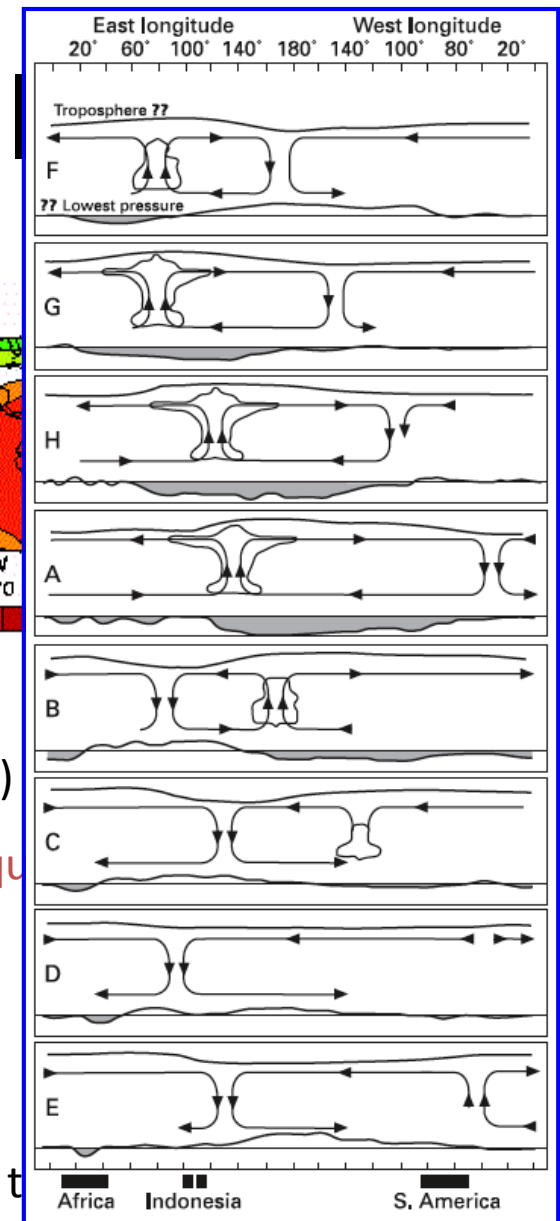 East longitude West longitude
20° 60° 100° 140° 180° 140° 100° 80° 20°
Troposphere ??
F
?? Lowest pressure
G
H
A
B
)
C
D
E
t
Africa Indonesia S. America